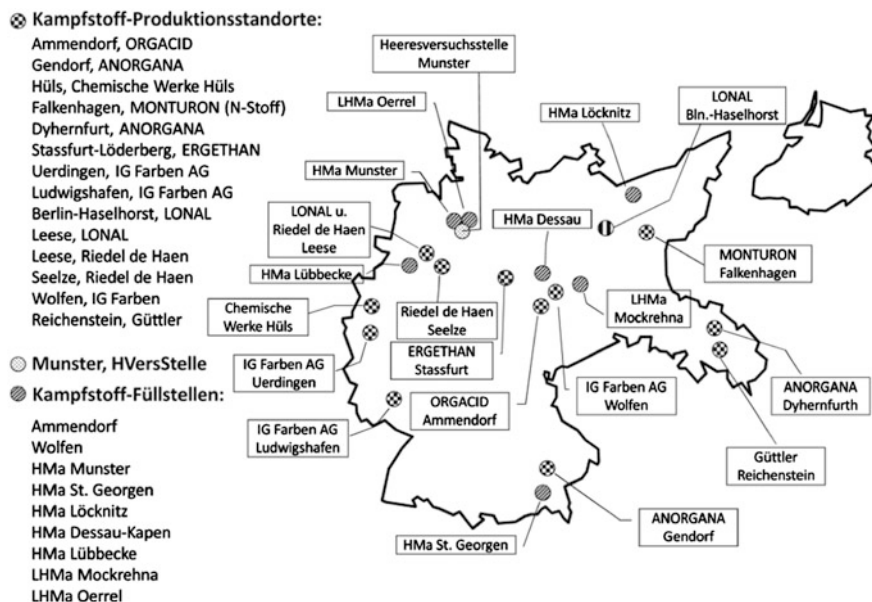 Kampfstoff-Produktionsstandorte:
Ammendorf, ORGACID
Gendorf, ANORGANA
Hüls, Chemische Werke Hüls
Falkenhagen, MONTURON (N-Stoff)
Dyhernfurt, ANORGANA
Stassfurt-Löderberg, ERGETHAN
Uerdingen, IG Farben AG
Ludwigshafen, IG Farben AG
Berlin-Haselhorst, LONAL
Leese, LONAL
Leese, Riedel de Haen
Seelze, Riedel de Haen
Wolfen, IG Farben
Reichenstein, Güttler
Munster, HVersStelle
Kampfstoff-Füllstellen:
Ammendorf
Wolfen
HMa Munster
HMa St. Georgen
HMa Löcknitz
HMa Dessau-Kapen
HMa Lübbecke
LHMa Mockrehna
LHMa Oerrel
Heeresversuchsstelle
Munster
LHMa Oerrel
HMa Löcknitz
LONAL
Bln.-Haselhorst
HMa Munster
LONAL u.
Riedel de Haen
Leese
HMa Dessau
MONTURON
Falkenhagen
HMa Lübbecke
Chemische
Werke Hüls
Riedel de Haen
Seelze
LHMa
Mockrehna
ERGETHAN
Stassfurt
IG Farben AG
Uerdingen
ORGACID
Ammendorf
IG Farben AG
Wolfen
ANORGANA
Dyhernfurth
IG Farben AG
Ludwigshafen
Güttler
Reichenstein
HMa St. Georgen
ANORGANA
Gendorf